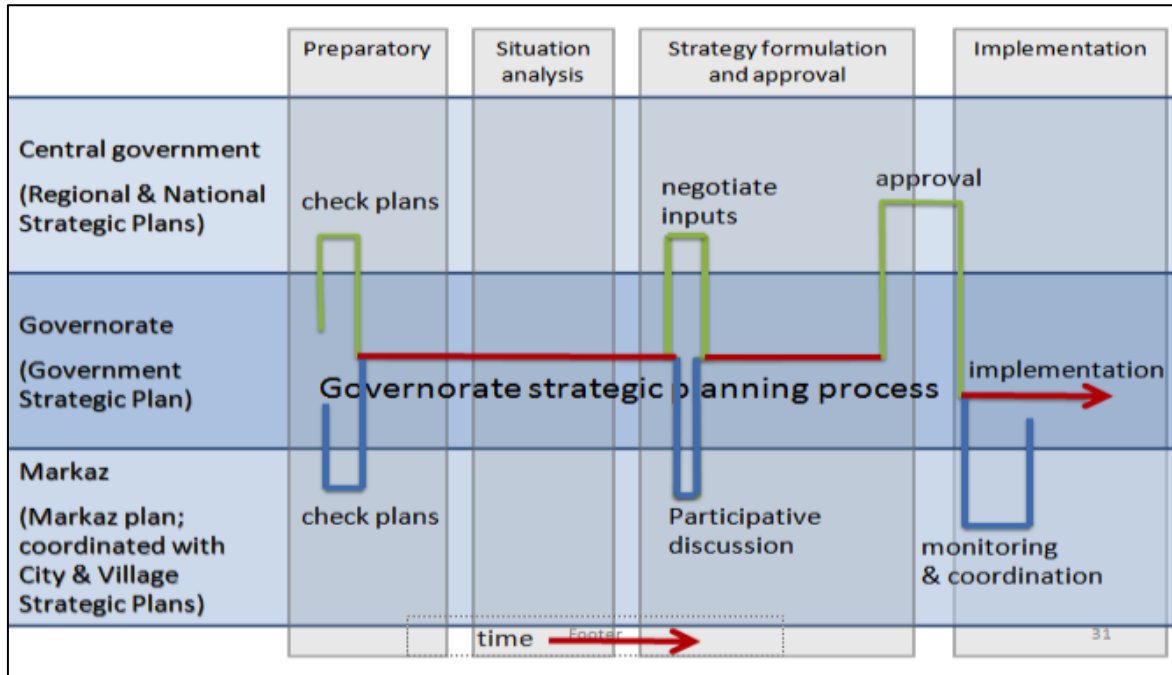 Preparatory
Situation
analysis
Strategy formulation
and approval
Implementation
Central government
(Regional & National
Strategic Plans)
check plans
negotiate
inputs
approval
Governorate
(Government
Strategic Plan)
Governorate strategic planning process
implementation
Markaz
(Markaz plan;
coordinated with
City & Village
Strategic Plans)
check plans
Participative
discussion
monitoring
& coordination
time
Footer
31